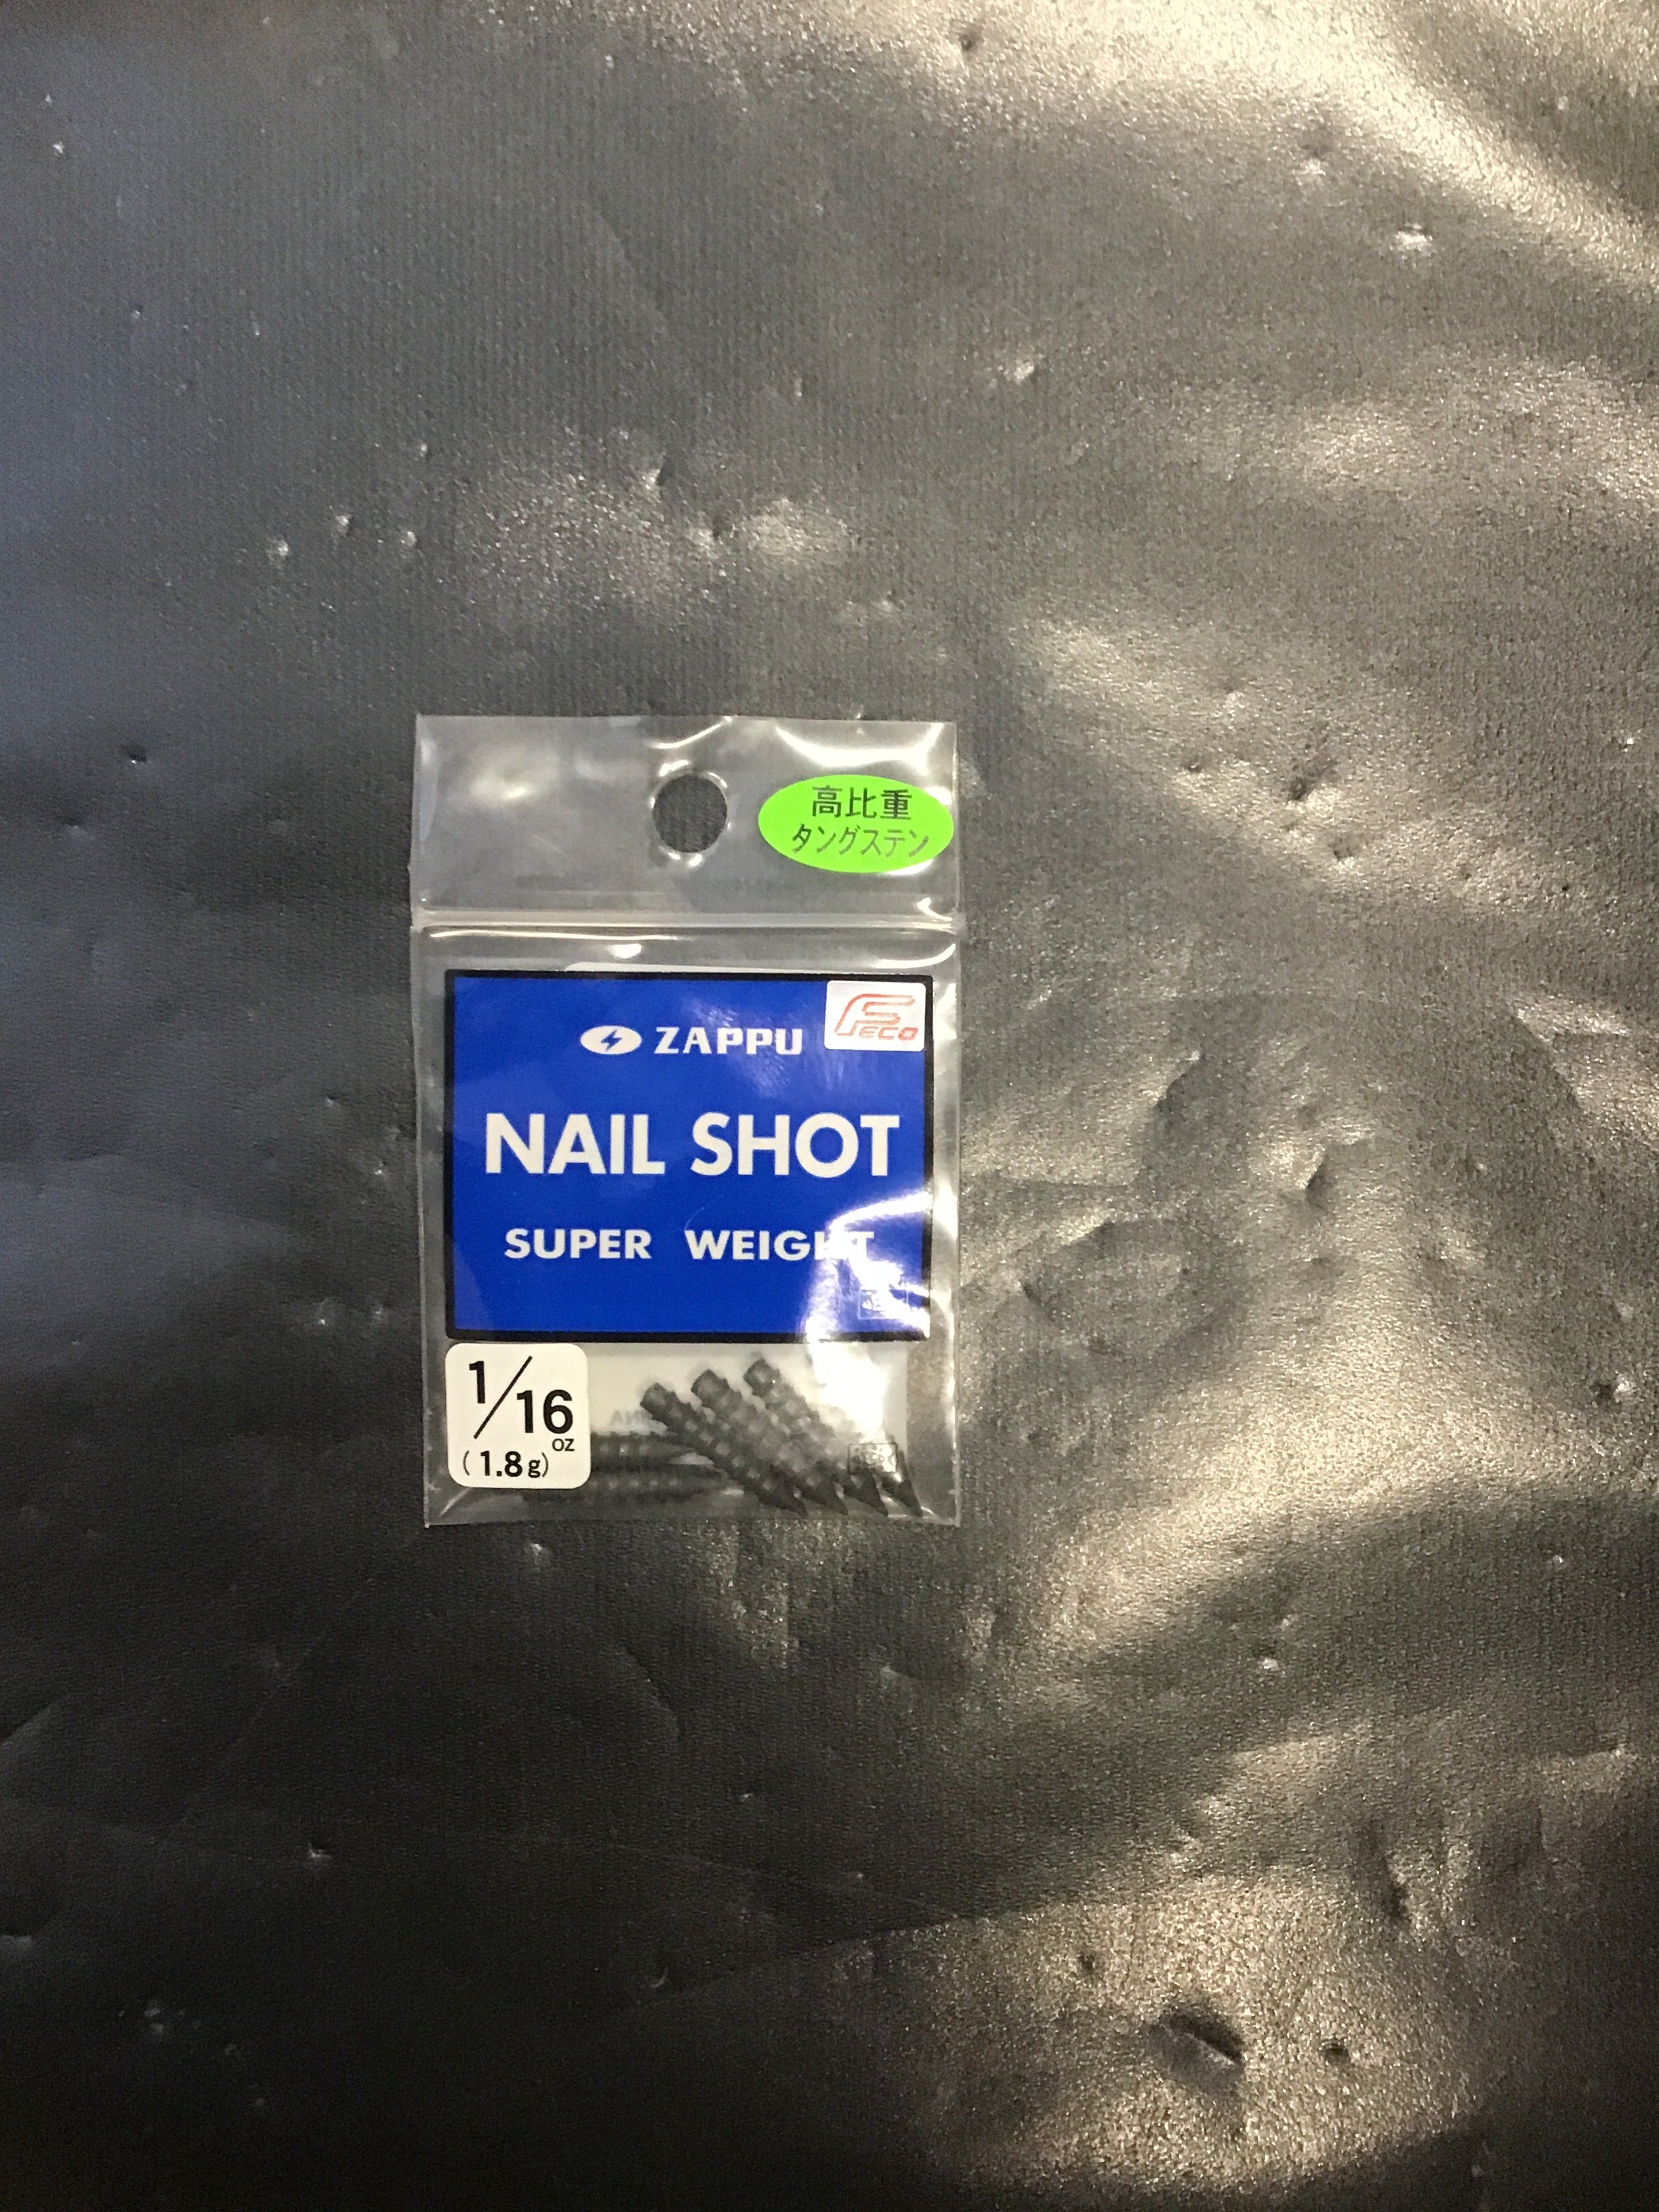 高比重
タングステン
ZAPPU
Feco
NAIL SHOT
SUPER WEIGHT
1/16
oz
(1.8g)